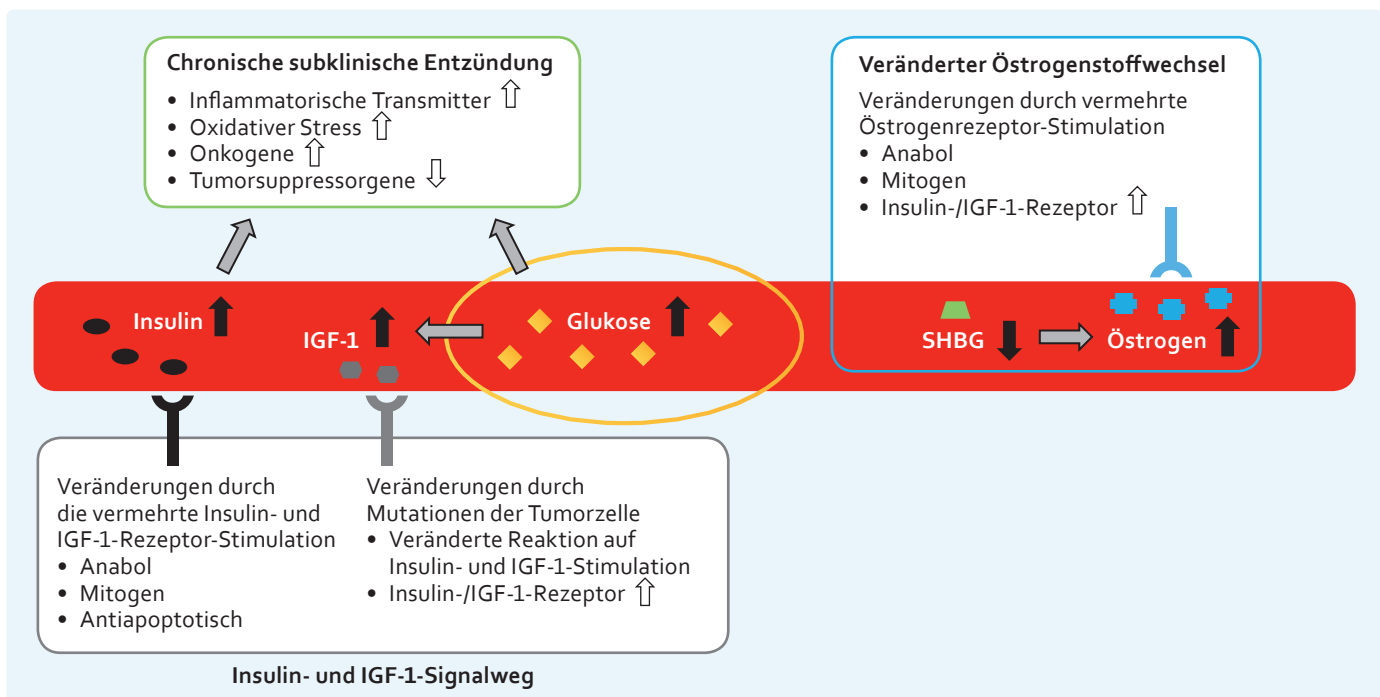 Chronische subklinische Entzündung
• Inflammatorische Transmitter ⇧
• Oxidativer Stress ⇧
• Onkogene ⇧
• Tumorsuppressorgene ⇩
Veränderter Östrogenstoffwechsel
Veränderungen durch vermehrte
Östrogenrezeptor-Stimulation
• Anabol
• Mitogen
• Insulin-/IGF-1-Rezeptor ⇧
Insulin
IGF-1
Glukose
SHBG
Östrogen
Veränderungen durch
die vermehrte Insulin- und
IGF-1-Rezeptor-Stimulation
• Anabol
• Mitogen
• Antiapoptotisch
Veränderungen durch
Mutationen der Tumorzelle
• Veränderte Reaktion auf
Insulin- und IGF-1-Stimulation
• Insulin-/IGF-1-Rezeptor ⇧
Insulin- und IGF-1-Signalweg